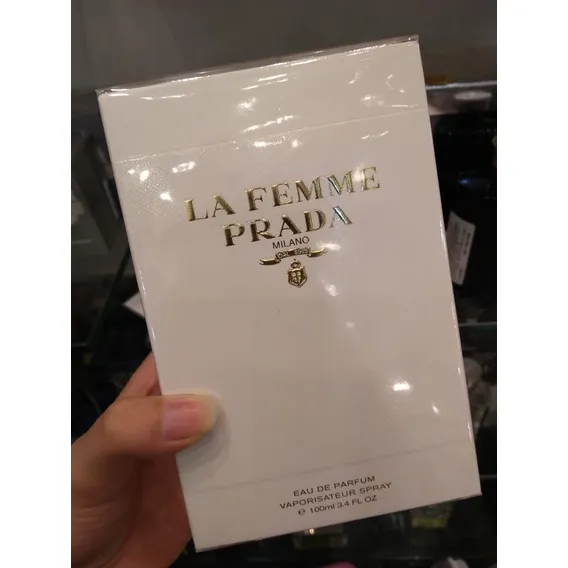 LA FEMME
PRADA
MILANO
EAU DE PARFUM
VAPORISATEUR SPRAY
℮ 100ml 3.4 FL OZ